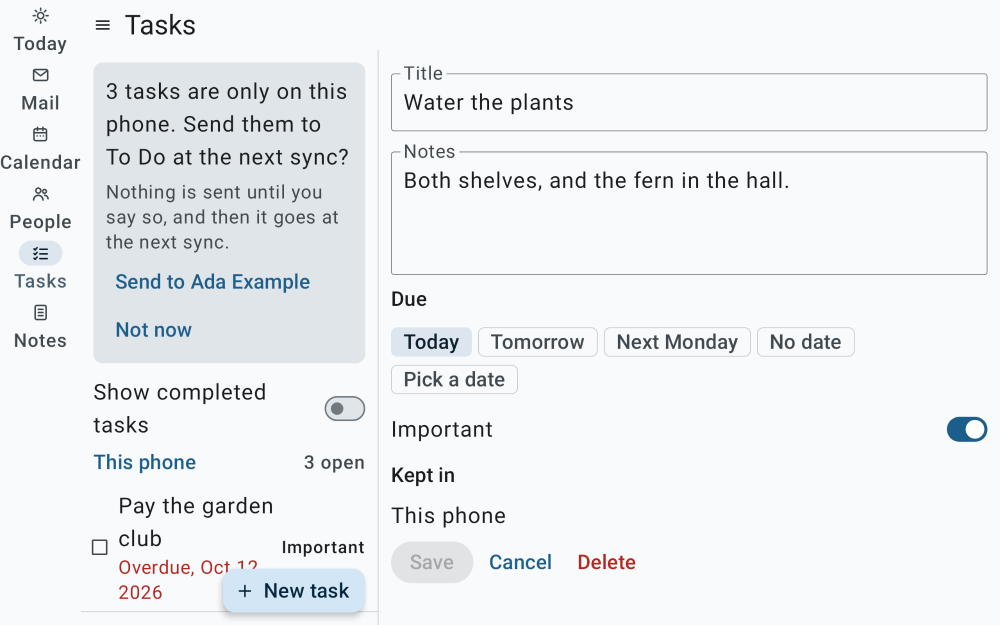 Today
Mail
Calendar
People
Tasks
Notes
Tasks
3 tasks are only on this
phone. Send them to
To Do at the next sync?
Nothing is sent until you
say so, and then it goes at
the next sync.
Send to Ada Example
Not now
Show completed
tasks
This phone
3 open
Pay the garden
club
Important
Overdue, Oct 12
2026
+ New task
Title
Water the plants
Notes
Both shelves, and the fern in the hall.
Due
Today
Tomorrow
Next Monday
No date
Pick a date
Important
Kept in
This phone
Save
Cancel
Delete